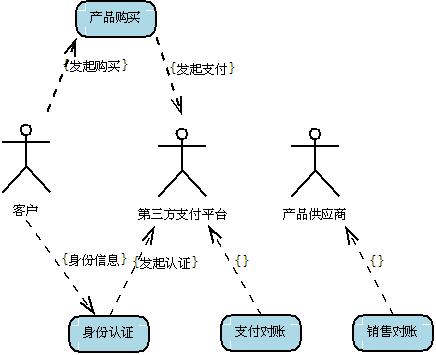 产品购买
{发起购买}
{发起支付}
客户
第三方支付平台
产品供应商
{身份信息}
{发起认证}
{}
{}
身份认证
支付对账
销售对账